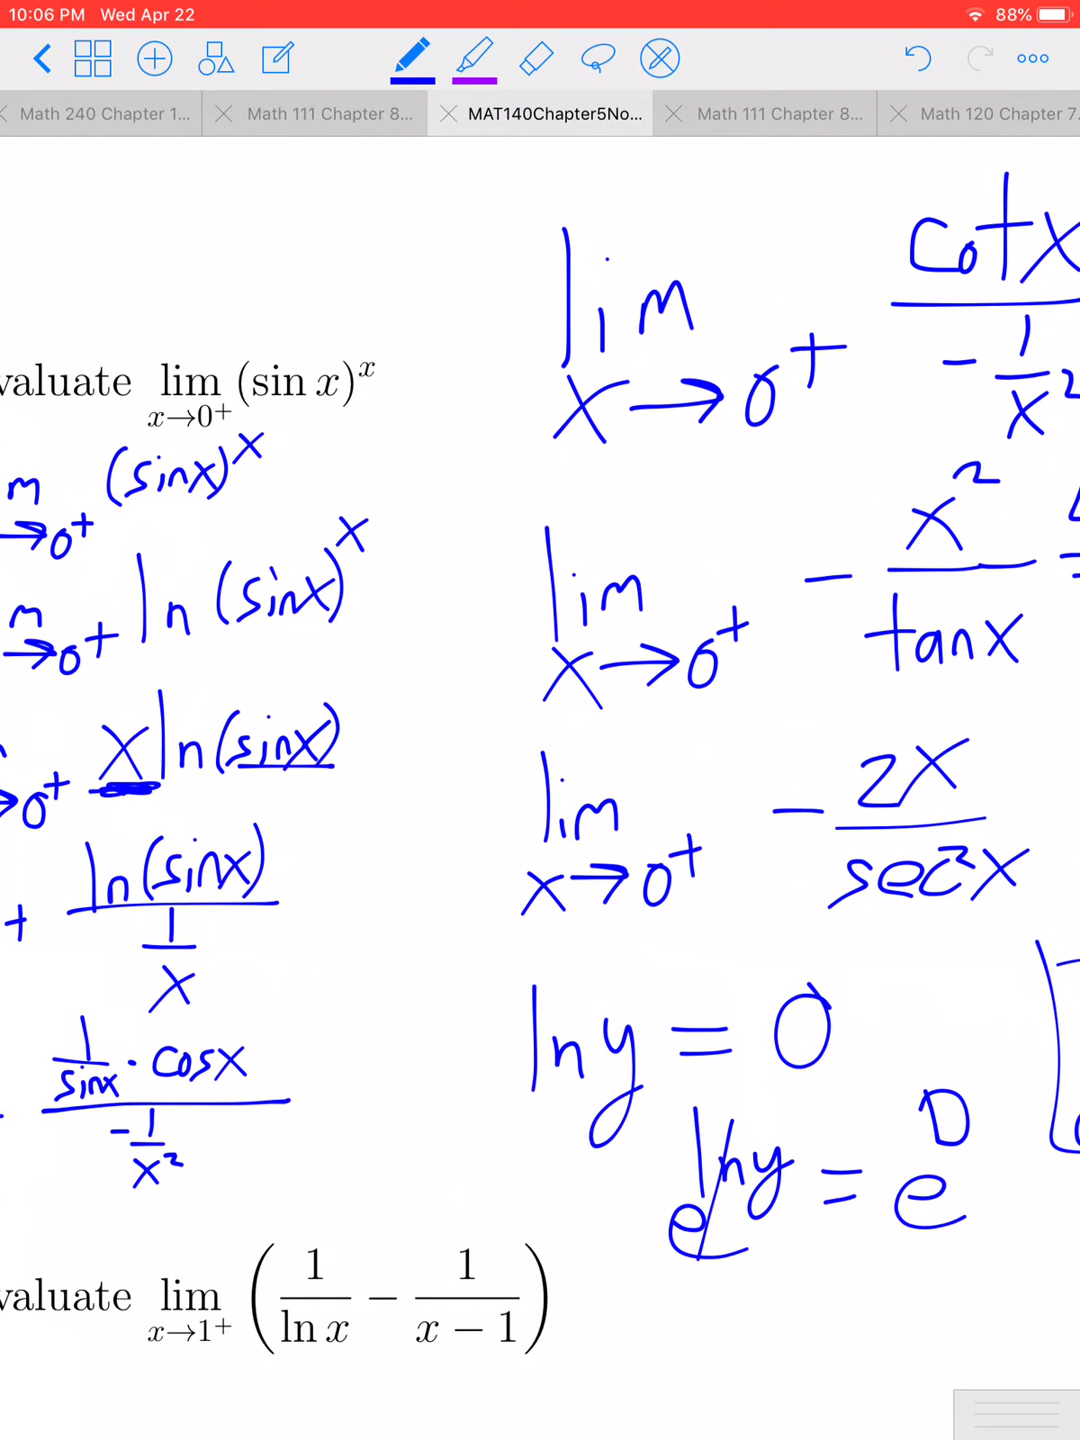 10:06 PM Wed Apr 22 88%
Math 240 Chapter 1... Math 111 Chapter 8... MAT140Chapter5No... Math 111 Chapter 8... Math 120 Chapter 7.
valuate lim x→0⁺ (sin x)ˣ
m →0⁺ (sinx)ˣ
m →0⁺ ln (sinx)ˣ
→0⁺ x ln(sinx)
+ ln(sinx) / (1/x)
(1/sinx · cosx) / (-1/x²)
lim x→0⁺ cotx / (-1/x²)
lim x→0⁺ - x² / tanx
lim x→0⁺ - 2x / sec²x
ln y = 0
e^(ln y) = e^0
valuate lim x→1⁺ (1/ln x − 1/(x − 1))